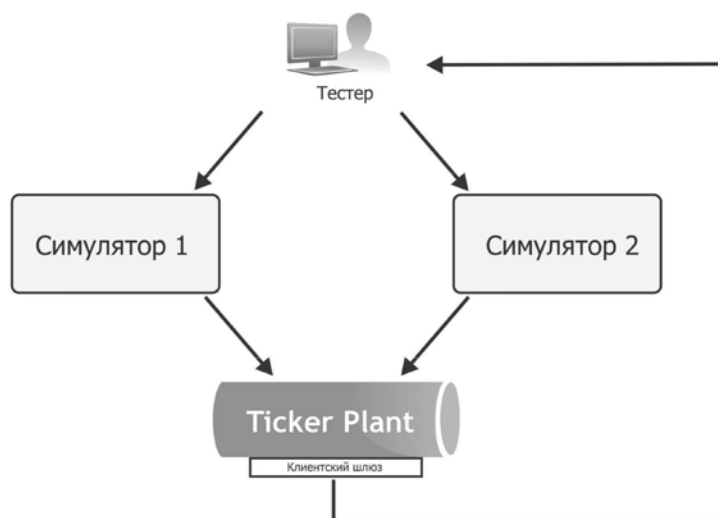 Тестер
Симулятор 1
Симулятор 2
Ticker Plant
Клиентский шлюз